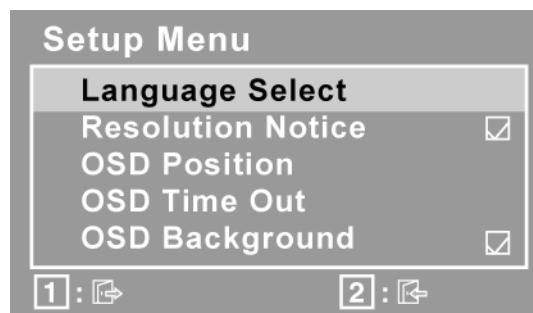 Setup Menu
Language Select
Resolution Notice
OSD Position
OSD Time Out
OSD Background
1 : 2 :